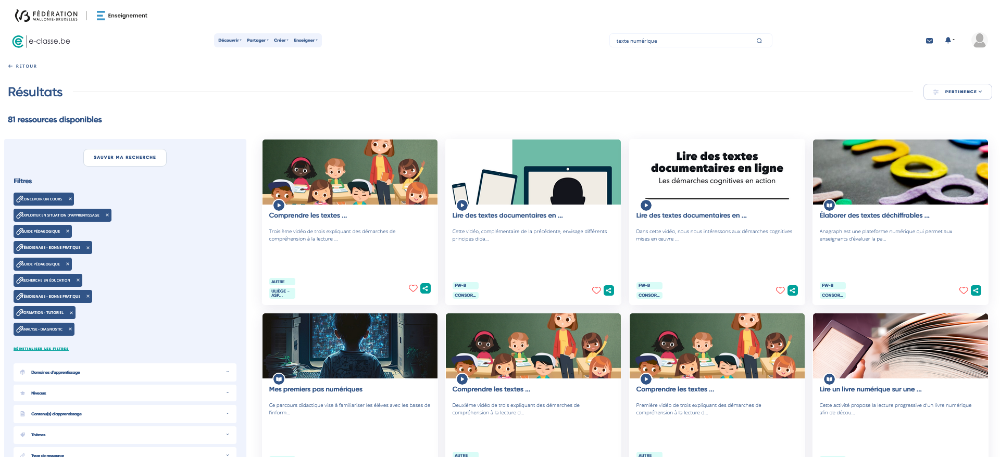 FÉDÉRATION
WALLONIE-BRUXELLES
Enseignement
e-classe.be
Découvrir
Partager
Créer
Enseigner
texte numérique
← RETOUR
Résultats
PERTINENCE
81 ressources disponibles
SAUVER MA RECHERCHE
Filtres
CONCEVOIR UN COURS ×
EXPLOITER EN SITUATION D'APPRENTISSAGE ×
GUIDE PÉDAGOGIQUE ×
TÉMOIGNAGE - BONNE PRATIQUE ×
GUIDE PÉDAGOGIQUE ×
RECHERCHE EN ÉDUCATION ×
TÉMOIGNAGE - BONNE PRATIQUE ×
FORMATION - TUTORIEL ×
ANALYSE - DIAGNOSTIC ×
RÉINITIALISER LES FILTRES
Domaines d'apprentissage
Niveaux
Contenu(s) d'apprentissage
Thèmes
Type de ressource
Comprendre les textes ...
Troisième vidéo de trois expliquant des démarches de
compréhension à la lecture ...
AUTRE
ULIÈGE -
ASP...
Lire des textes documentaires en ...
Cette vidéo, complémentaire de la précédente, envisage différents
principes dida...
FW-B
CONSOR...
Lire des textes
documentaires en ligne
Les démarches cognitives en action
Lire des textes documentaires en ...
Dans cette vidéo, nous nous intéressons aux démarches cognitives
mises en œuvre ...
FW-B
CONSOR...
Élaborer des textes déchiffrables ...
Anagraph est une plateforme numérique qui permet aux
enseignants d'évaluer la pa...
FW-B
CONSOR...
Mes premiers pas numériques
Ce parcours didactique vise à familiariser les élèves avec les bases de
l'inform...
Comprendre les textes ...
Deuxième vidéo de trois expliquant des démarches de
compréhension à la lecture d...
AUTRE
Comprendre les textes ...
Première vidéo de trois expliquant des démarches de
compréhension à la lecture d...
AUTRE
Lire un livre numérique sur une ...
Cette activité propose la lecture progressive d'un livre numérique
afin de décou...